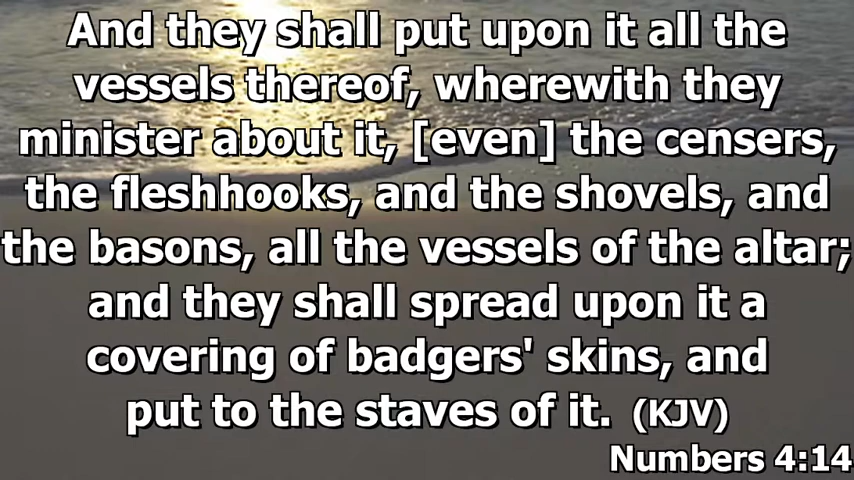 And they shall put upon it all the
vessels thereof, wherewith they
minister about it, [even] the censers,
the fleshhooks, and the shovels, and
the basons, all the vessels of the altar;
and they shall spread upon it a
covering of badgers' skins, and
put to the staves of it. (KJV)
Numbers 4:14